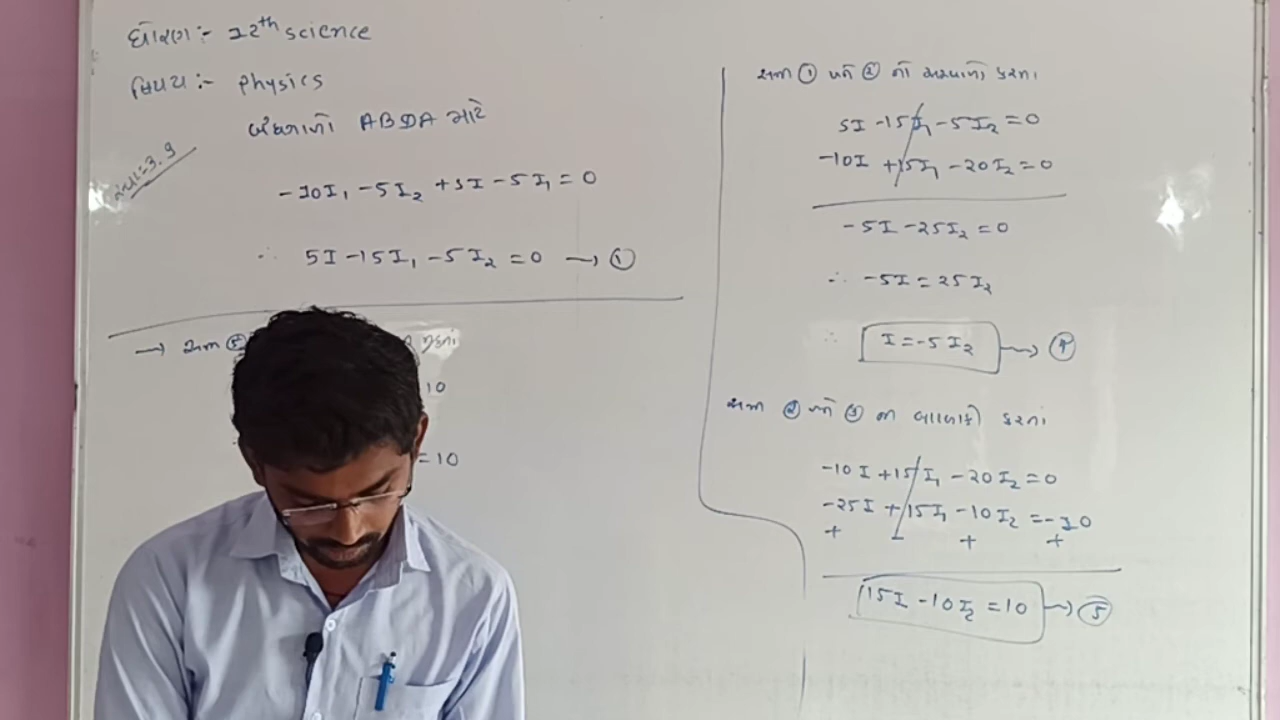 ધોરણ :- 12th science
વિષય :- physics
બંધગાળો ABDA માટે
-10I₁ -5I₂ +5I -5I₁ = 0
∴ 5I -15I₁ -5I₂ = 0 → ①
→ સમી ⑤ મુકતાં
10
=10
સમી ① અને ② નો સરવાળો કરતા
5I -15I₁ -5I₂ = 0
-10I +15I₁ -20I₂ = 0
-5I -25I₂ = 0
∴ -5I = 25I₂
∴ I = -5I₂ → ④
સમી ② અને ③ ની બાદબાકી કરતાં
-10I +15I₁ -20I₂ = 0
-25I +15I₁ -10I₂ = -10
+ - + +
15I -10I₂ = 10 → ⑤